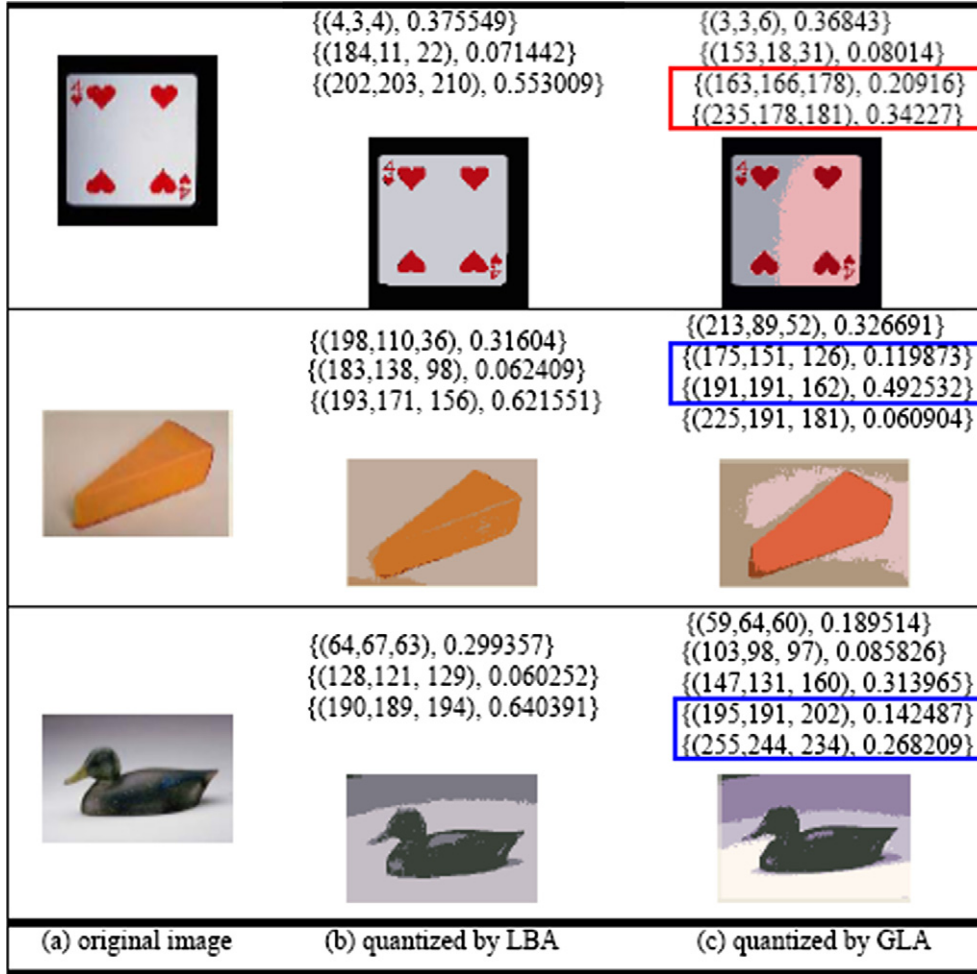 {(4,3,4), 0.375549}
{(184,11, 22), 0.071442}
{(202,203, 210), 0.553009}
{(3,3,6), 0.36843}
{(153,18,31), 0.08014}
{(163,166,178), 0.20916}
{(235,178,181), 0.34227}
4
4
4
4
4
4
{(198,110,36), 0.31604}
{(183,138, 98), 0.062409}
{(193,171, 156), 0.621551}
{(213,89,52), 0.326691}
{(175,151, 126), 0.119873}
{(191,191, 162), 0.492532}
{(225,191, 181), 0.060904}
{(64,67,63), 0.299357}
{(128,121, 129), 0.060252}
{(190,189, 194), 0.640391}
{(59,64,60), 0.189514}
{(103,98, 97), 0.085826}
{(147,131, 160), 0.313965}
{(195,191, 202), 0.142487}
{(255,244, 234), 0.268209}
(a) original image
(b) quantized by LBA
(c) quantized by GLA